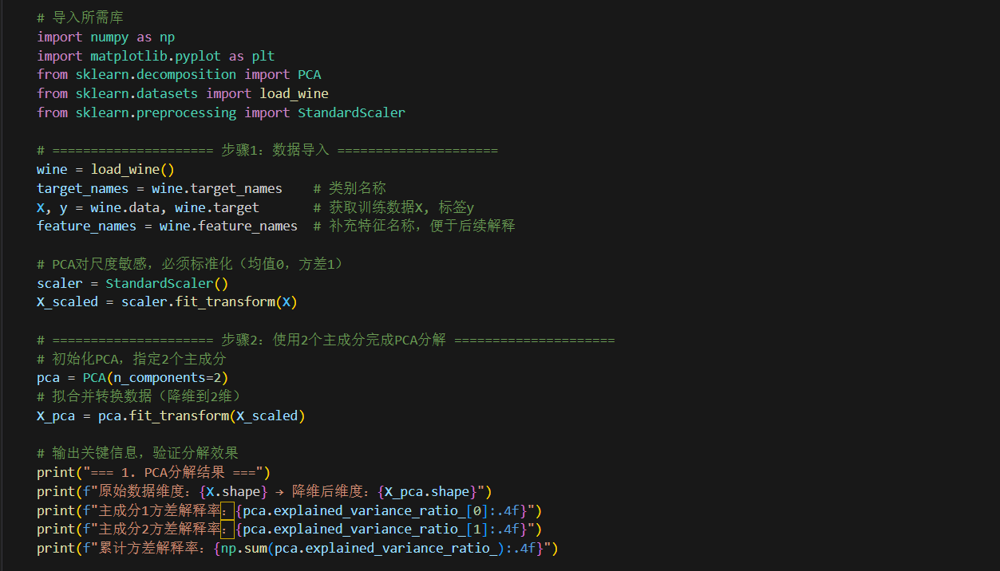 # 导入所需库
import numpy as np
import matplotlib.pyplot as plt
from sklearn.decomposition import PCA
from sklearn.datasets import load_wine
from sklearn.preprocessing import StandardScaler
# ===================== 步骤1：数据导入 =====================
wine = load_wine()
target_names = wine.target_names    # 类别名称
X, y = wine.data, wine.target       # 获取训练数据X，标签y
feature_names = wine.feature_names  # 补充特征名称，便于后续解释
# PCA对尺度敏感，必须标准化（均值0，方差1）
scaler = StandardScaler()
X_scaled = scaler.fit_transform(X)
# ===================== 步骤2：使用2个主成分完成PCA分解 =====================
# 初始化PCA，指定2个主成分
pca = PCA(n_components=2)
# 拟合并转换数据（降维到2维）
X_pca = pca.fit_transform(X_scaled)
# 输出关键信息，验证分解效果
print("=== 1. PCA分解结果 ===")
print(f"原始数据维度：{X.shape} → 降维后维度：{X_pca.shape}")
print(f"主成分1方差解释率：{pca.explained_variance_ratio_[0]:.4f}")
print(f"主成分2方差解释率：{pca.explained_variance_ratio_[1]:.4f}")
print(f"累计方差解释率：{np.sum(pca.explained_variance_ratio_):.4f}")